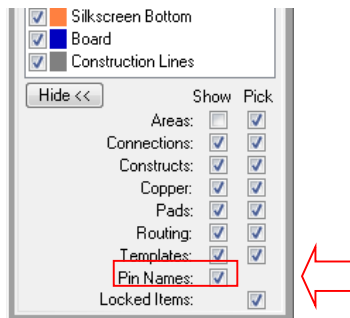 Silkscreen Bottom
Board
Construction Lines
Hide << Show Pick
Areas:
Connections:
Constructs:
Copper:
Pads:
Routing:
Templates:
Pin Names:
Locked Items: